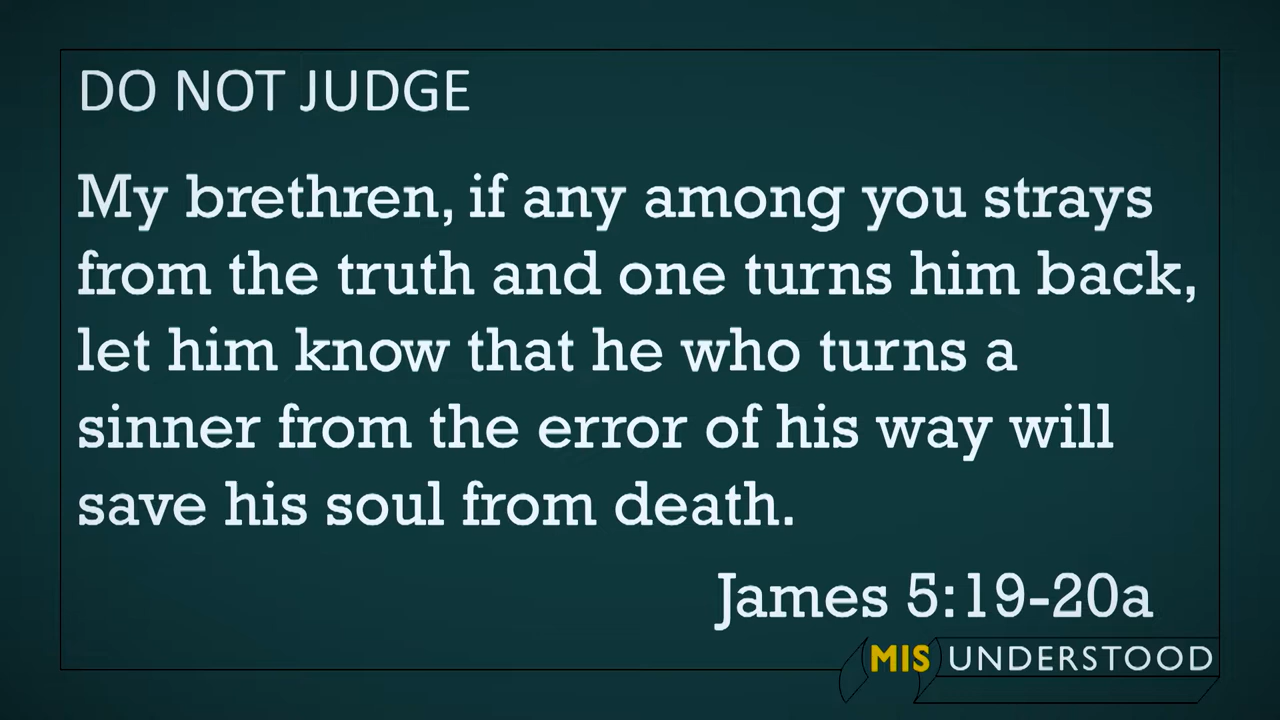 DO NOT JUDGE
My brethren, if any among you strays
from the truth and one turns him back,
let him know that he who turns a
sinner from the error of his way will
save his soul from death.
James 5:19-20a
MISUNDERSTOOD